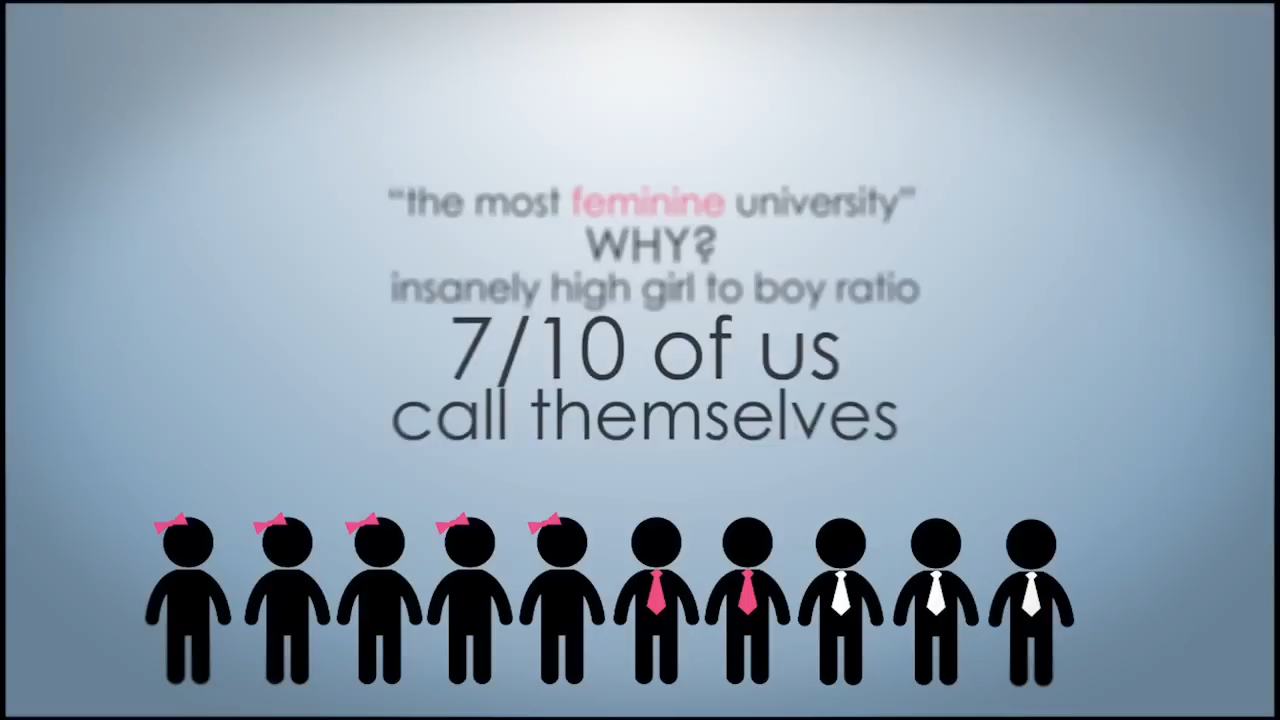 “the most feminine university”
WHY?
insanely high girl to boy ratio
7/10 of us
call themselves